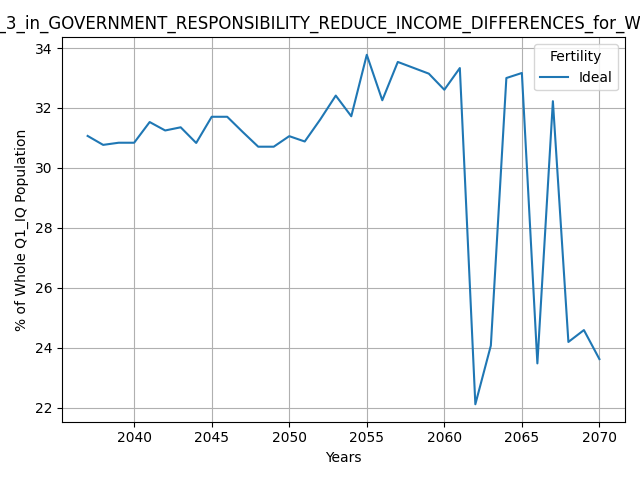 _3_in_GOVERNMENT_RESPONSIBILITY_REDUCE_INCOME_DIFFERENCES_for_W
Fertility
Ideal
34
32
30
28
26
24
22
% of Whole Q1_IQ Population
2040
2045
2050
2055
2060
2065
2070
Years